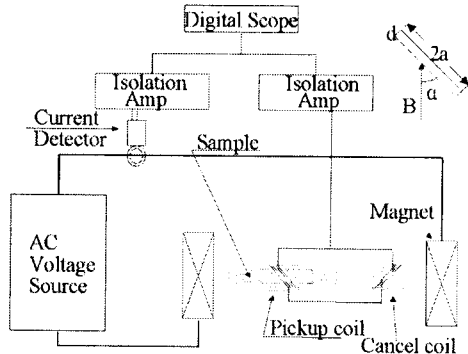 Digital Scope
Isolation
Amp
Isolation
Amp
Current
Detector
Sample
d
2a
B
α
Magnet
AC
Voltage
Source
Pickup coil
Cancel coil